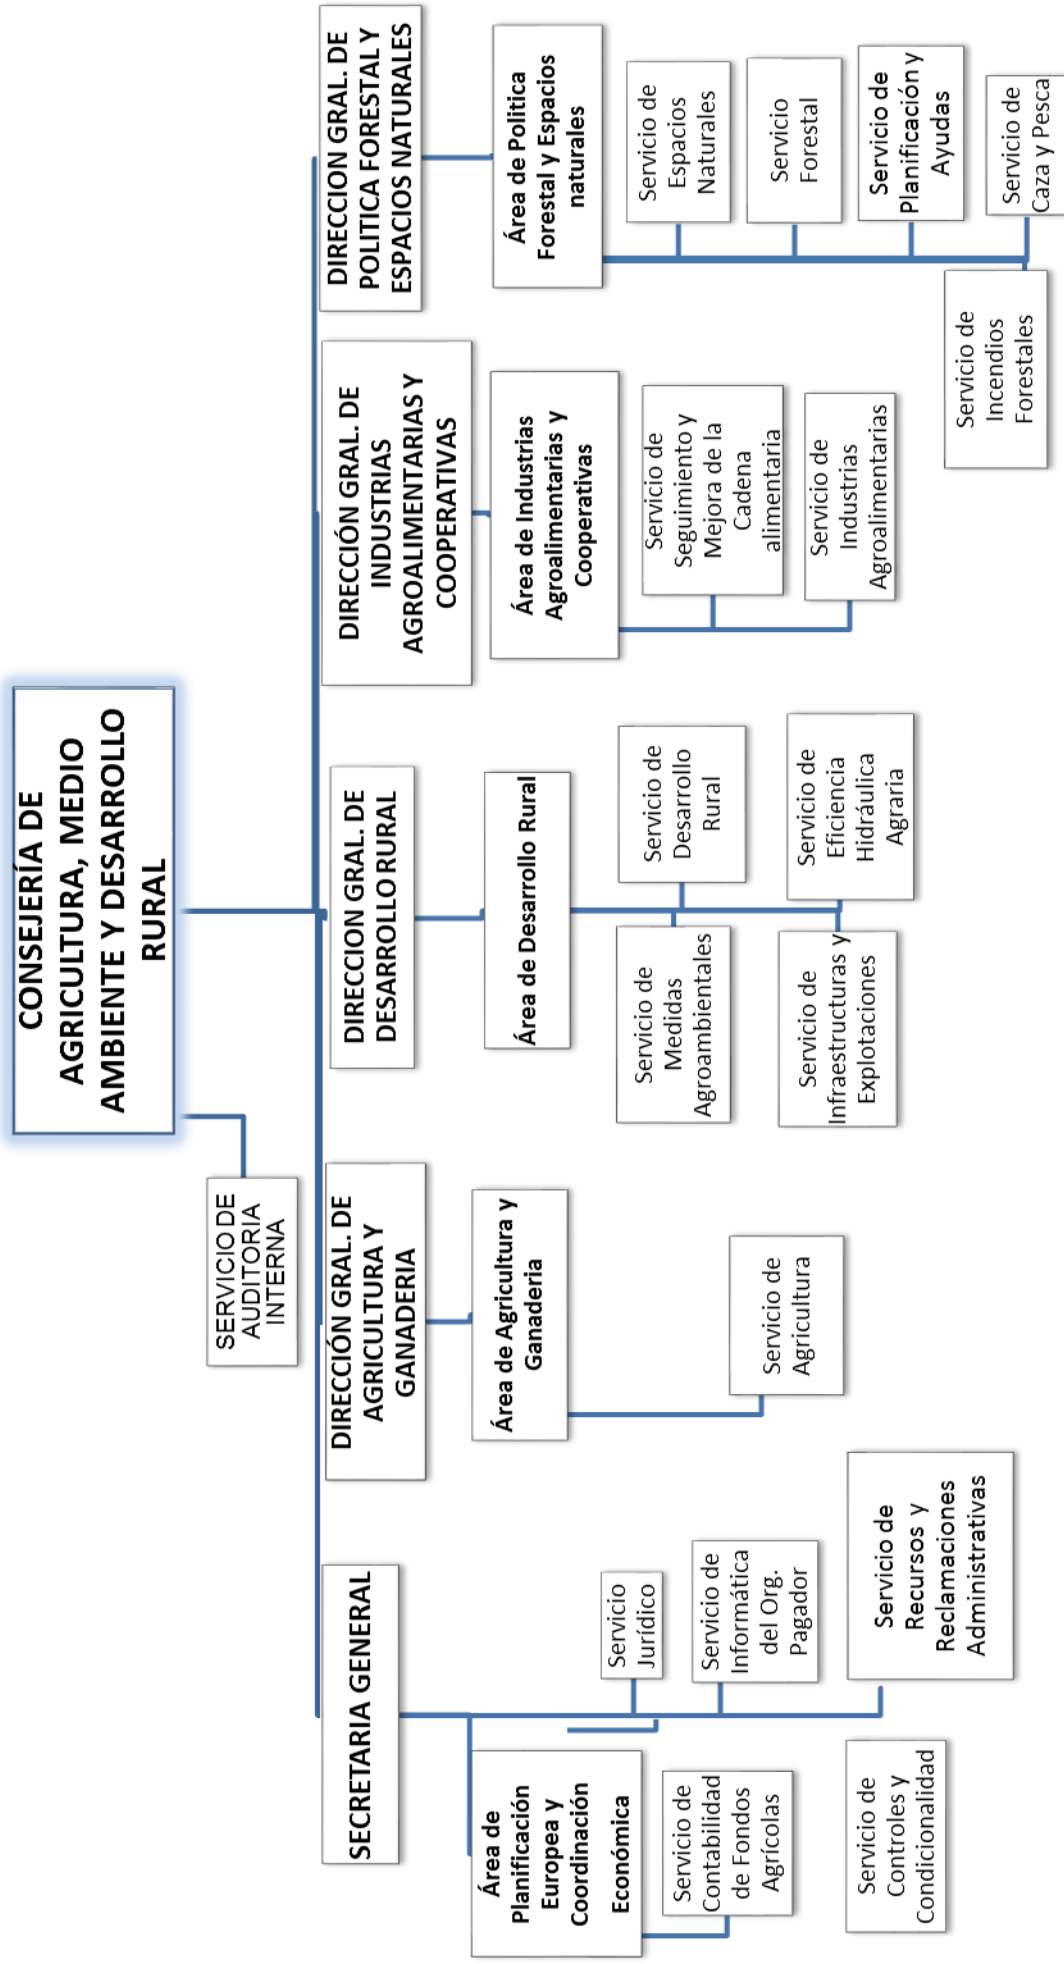 CONSEJERÍA DE
AGRICULTURA, MEDIO
AMBIENTE Y DESARROLLO
RURAL
SERVICIO DE
AUDITORIA
INTERNA
SECRETARIA GENERAL
Área de
Planificación
Europea y
Coordinación
Económica
Servicio de
Contabilidad
de Fondos
Agrícolas
Servicio de
Controles y
Condicionalidad
Servicio
Jurídico
Servicio de
Informática
del Org.
Pagador
Servicio de
Recursos y
Reclamaciones
Administrativas
DIRECCIÓN GRAL. DE
AGRICULTURA Y
GANADERIA
Área de Agricultura y
Ganaderia
Servicio de
Agricultura
DIRECCION GRAL. DE
DESARROLLO RURAL
Área de Desarrollo Rural
Servicio de
Medidas
Agroambientales
Servicio de
Desarrollo
Rural
Servicio de
Infraestructuras y
Explotaciones
Servicio de
Eficiencia
Hidráulica
Agraria
DIRECCIÓN GRAL. DE
INDUSTRIAS
AGROALIMENTARIAS Y
COOPERATIVAS
Área de Industrias
Agroalimentarias y
Cooperativas
Servicio de
Seguimiento y
Mejora de la
Cadena
alimentaria
Servicio de
Industrias
Agroalimentarias
DIRECCION GRAL. DE
POLITICA FORESTAL Y
ESPACIOS NATURALES
Área de Politica
Forestal y Espacios
naturales
Servicio de
Espacios
Naturales
Servicio
Forestal
Servicio de
Planificación y
Ayudas
Servicio de
Caza y Pesca
Servicio de
Incendios
Forestales